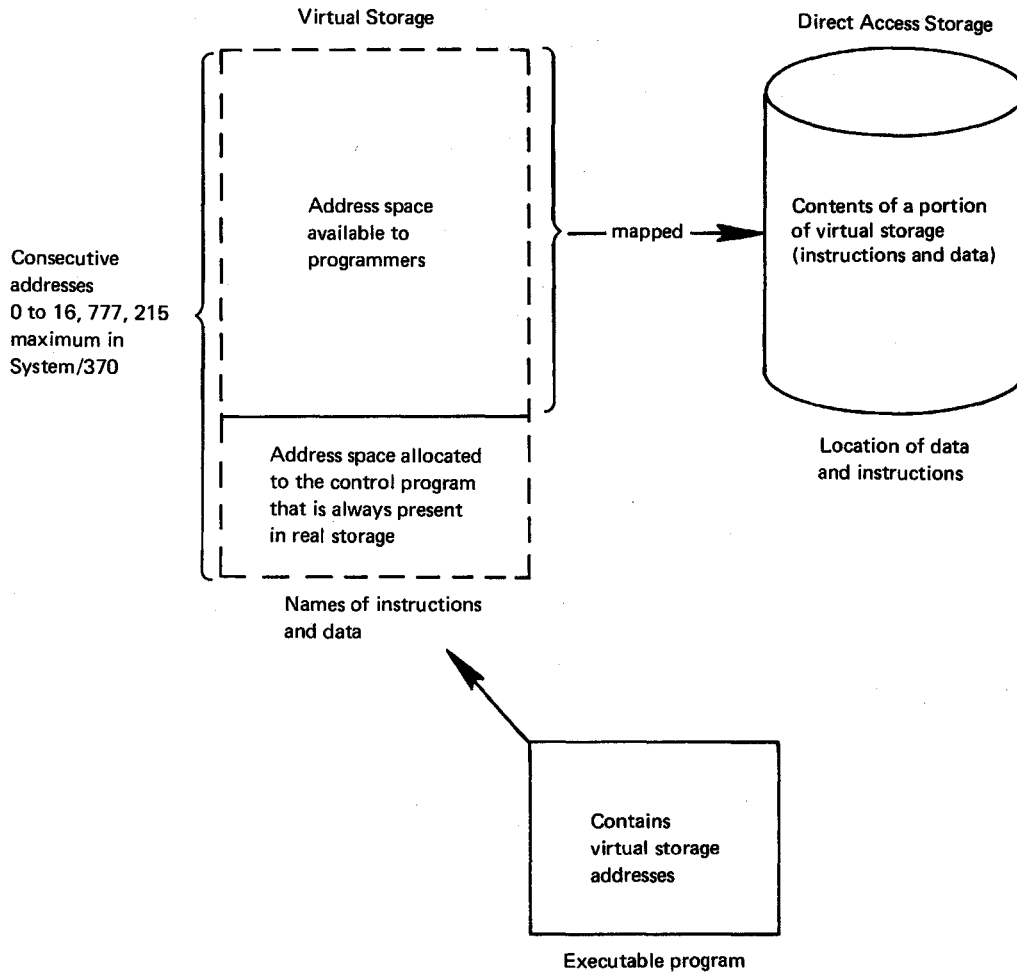 Virtual Storage
Direct Access Storage
Address space
available to
programmers
mapped
Contents of a portion
of virtual storage
(instructions and data)
Consecutive
addresses
0 to 16, 777, 215
maximum in
System/370
Address space allocated
to the control program
that is always present
in real storage
Location of data
and instructions
Names of instructions
and data
Contains
virtual storage
addresses
Executable program